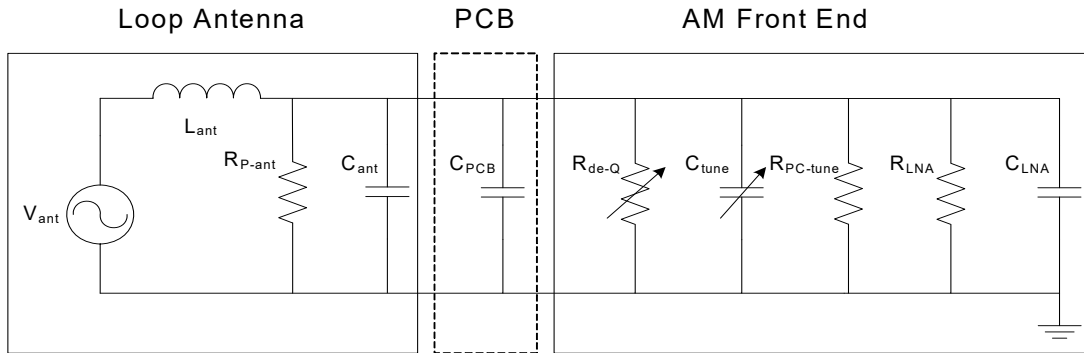 Loop Antenna
PCB
AM Front End
L_ant
R_P-ant
C_ant
C_PCB
R_de-Q
C_tune
R_PC-tune
R_LNA
C_LNA
V_ant